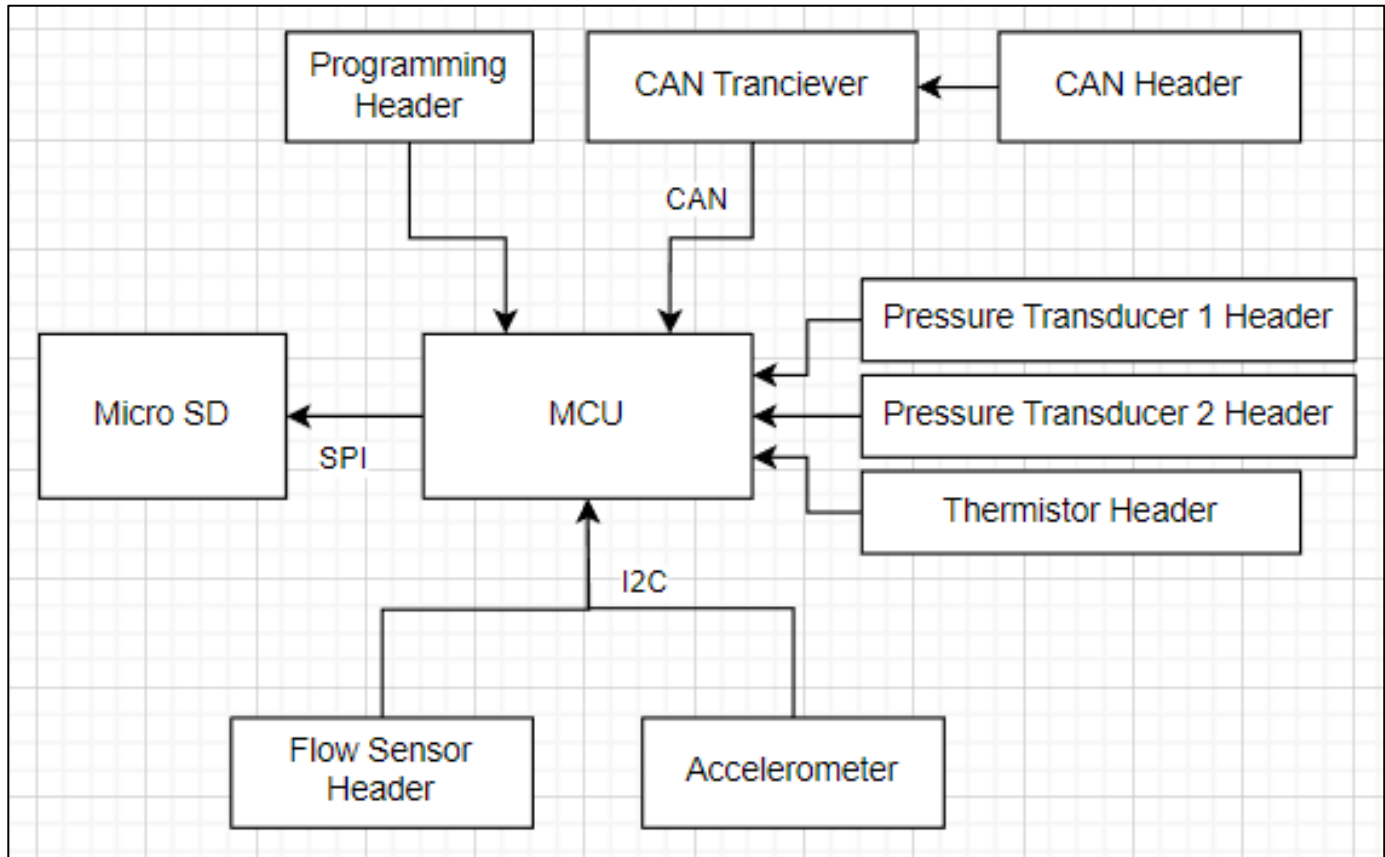 Programming
Header
CAN Tranciever
CAN Header
CAN
Pressure Transducer 1 Header
Micro SD
MCU
Pressure Transducer 2 Header
SPI
Thermistor Header
I2C
Flow Sensor
Header
Accelerometer